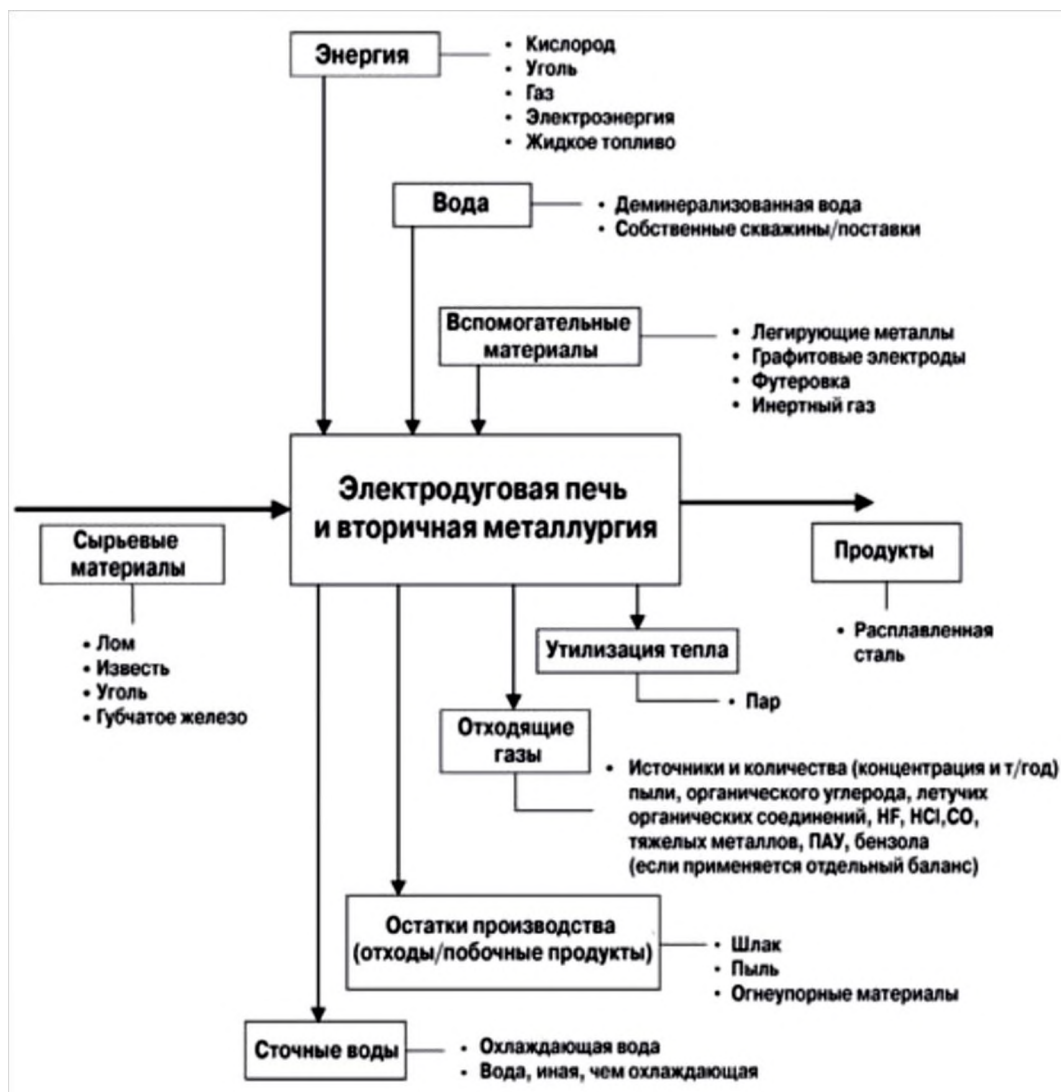 Энергия
• Кислород
• Уголь
• Газ
• Электроэнергия
• Жидкое топливо
Вода
• Деминерализованная вода
• Собственные скважины/поставки
Вспомогательные
материалы
• Легирующие металлы
• Графитовые электроды
• Футеровка
• Инертный газ
Электродуговая печь
и вторичная металлургия
Сырьевые
материалы
• Лом
• Известь
• Уголь
• Губчатое железо
Продукты
• Расплавленная
сталь
Утилизация тепла
• Пар
Отходящие
газы
• Источники и количества (концентрация и т/год)
пыли, органического углерода, летучих
органических соединений, HF, HCl,CO,
тяжелых металлов, ПАУ, бензола
(если применяется отдельный баланс)
Остатки производства
(отходы/побочные продукты)
• Шлак
• Пыль
• Огнеупорные материалы
Сточные воды
• Охлаждающая вода
• Вода, иная, чем охлаждающая